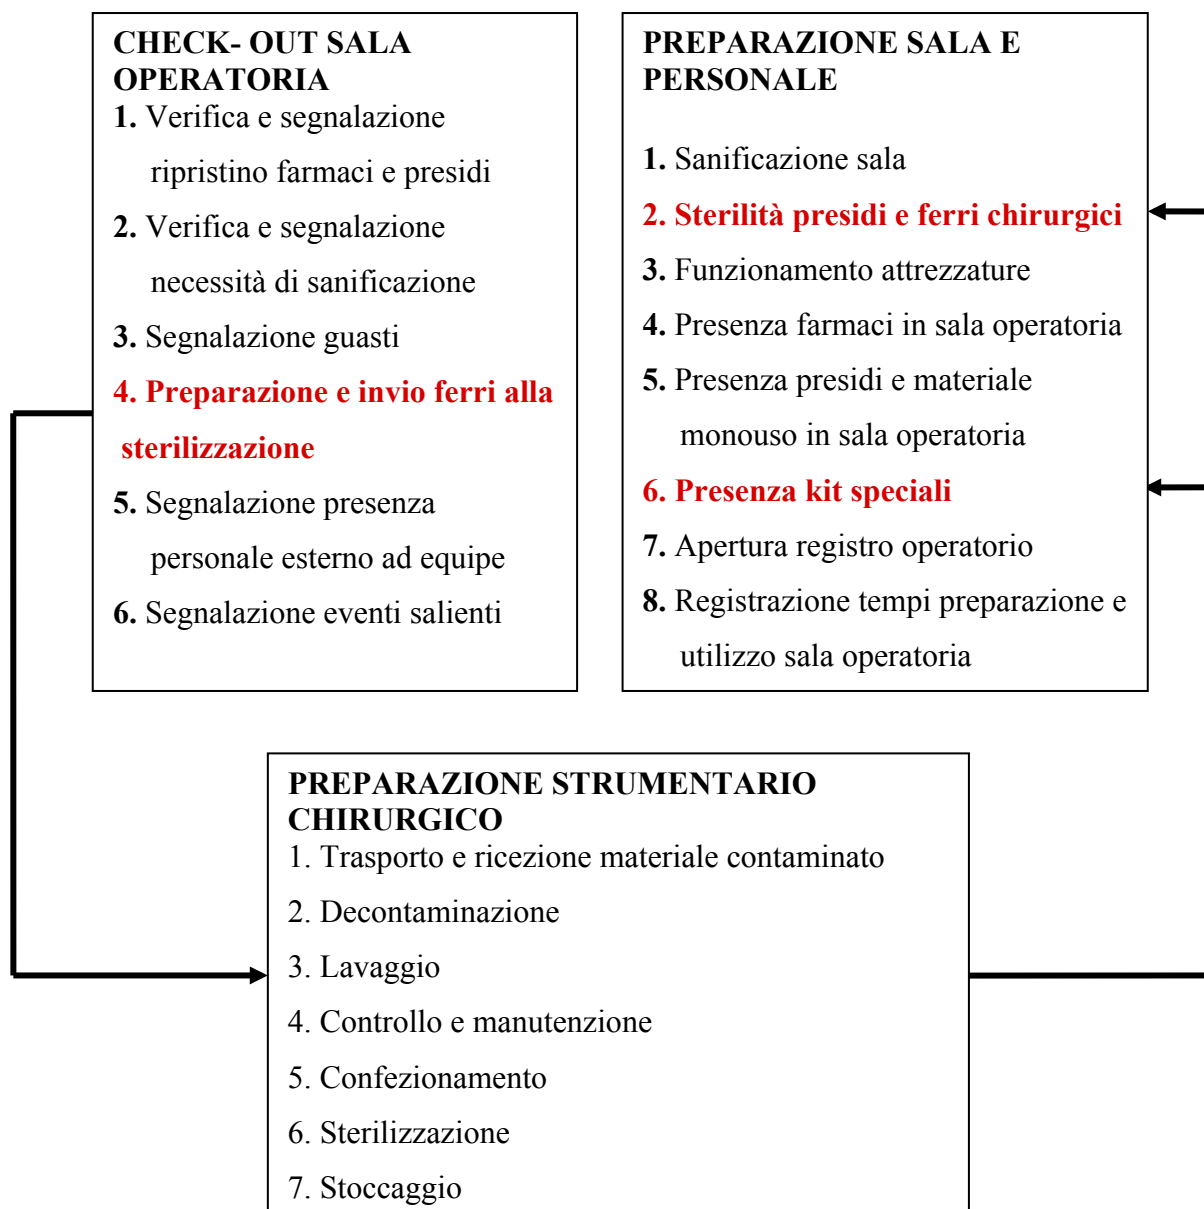 CHECK- OUT SALA
OPERATORIA
1. Verifica e segnalazione
ripristino farmaci e presidi
2. Verifica e segnalazione
necessità di sanificazione
3. Segnalazione guasti
4. Preparazione e invio ferri alla
sterilizzazione
5. Segnalazione presenza
personale esterno ad equipe
6. Segnalazione eventi salienti
PREPARAZIONE SALA E
PERSONALE
1. Sanificazione sala
2. Sterilità presidi e ferri chirurgici
3. Funzionamento attrezzature
4. Presenza farmaci in sala operatoria
5. Presenza presidi e materiale
monouso in sala operatoria
6. Presenza kit speciali
7. Apertura registro operatorio
8. Registrazione tempi preparazione e
utilizzo sala operatoria
PREPARAZIONE STRUMENTARIO
CHIRURGICO
1. Trasporto e ricezione materiale contaminato
2. Decontaminazione
3. Lavaggio
4. Controllo e manutenzione
5. Confezionamento
6. Sterilizzazione
7. Stoccaggio